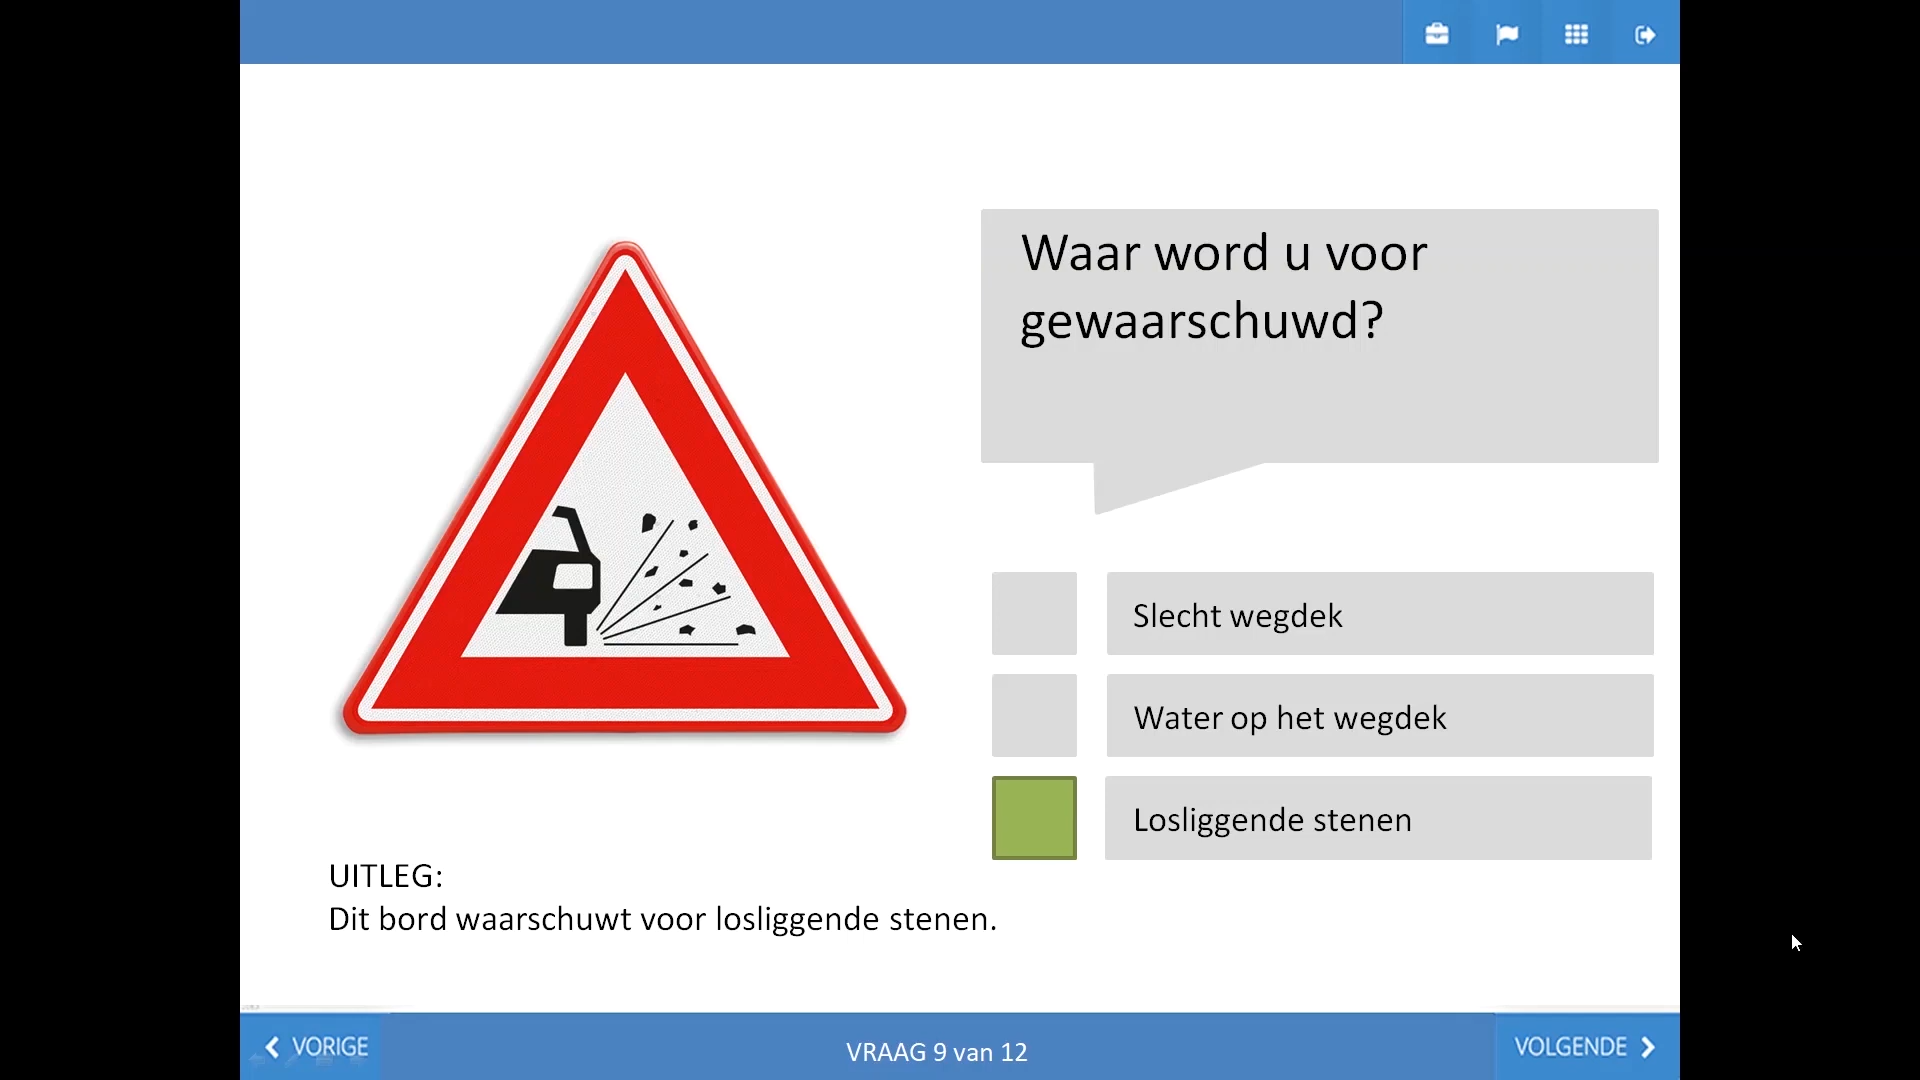 Waar word u voor
gewaarschuwd?
Slecht wegdek
Water op het wegdek
Losliggende stenen
UITLEG:
Dit bord waarschuwt voor losliggende stenen.
VORIGE
VRAAG 9 van 12
VOLGENDE